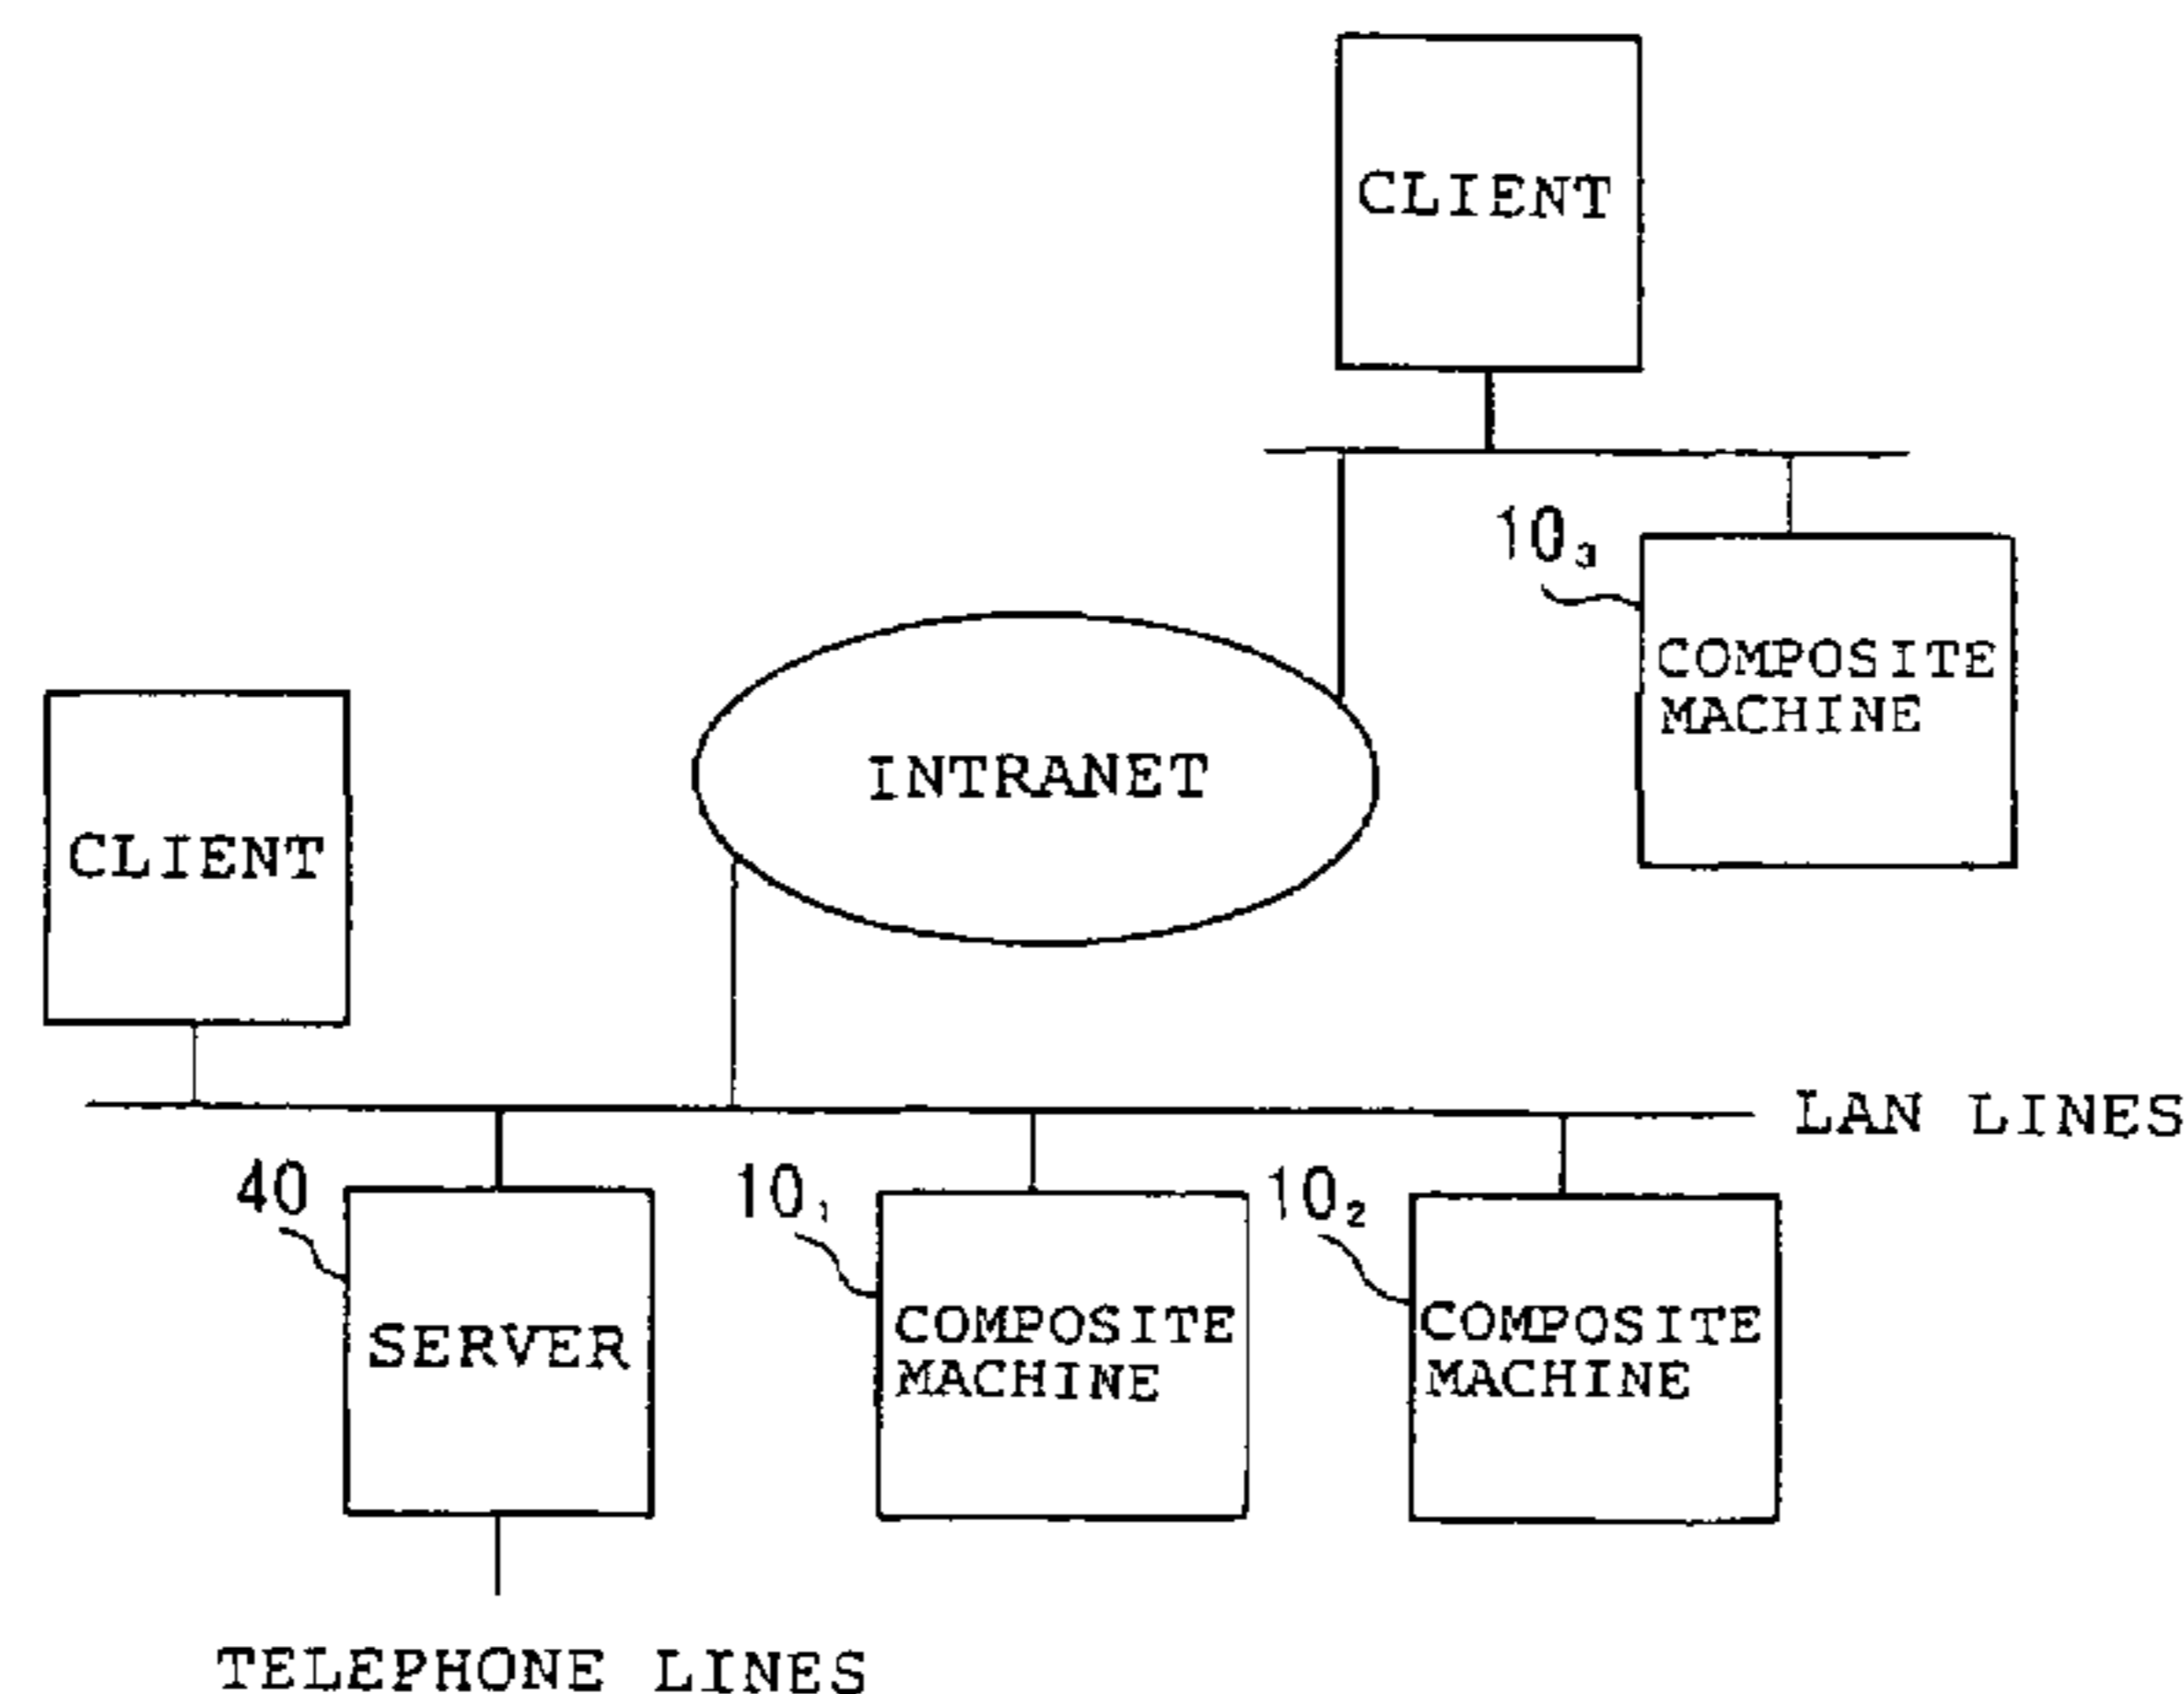 CLIENT
10₃
COMPOSITE
MACHINE
INTRANET
CLIENT
LAN LINES
40
10₁
10₂
SERVER
COMPOSITE
MACHINE
COMPOSITE
MACHINE
TELEPHONE LINES